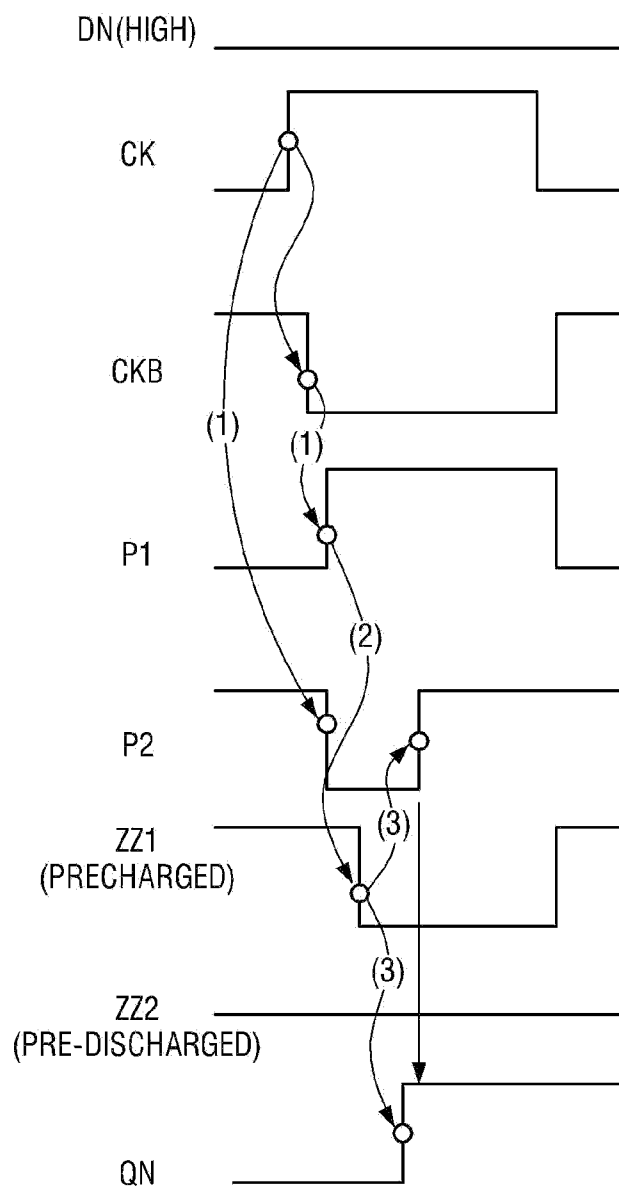 DN(HIGH)
CK
CKB
(1)
(1)
P1
(2)
P2
(3)
ZZ1
(PRECHARGED)
(3)
ZZ2
(PRE-DISCHARGED)
QN